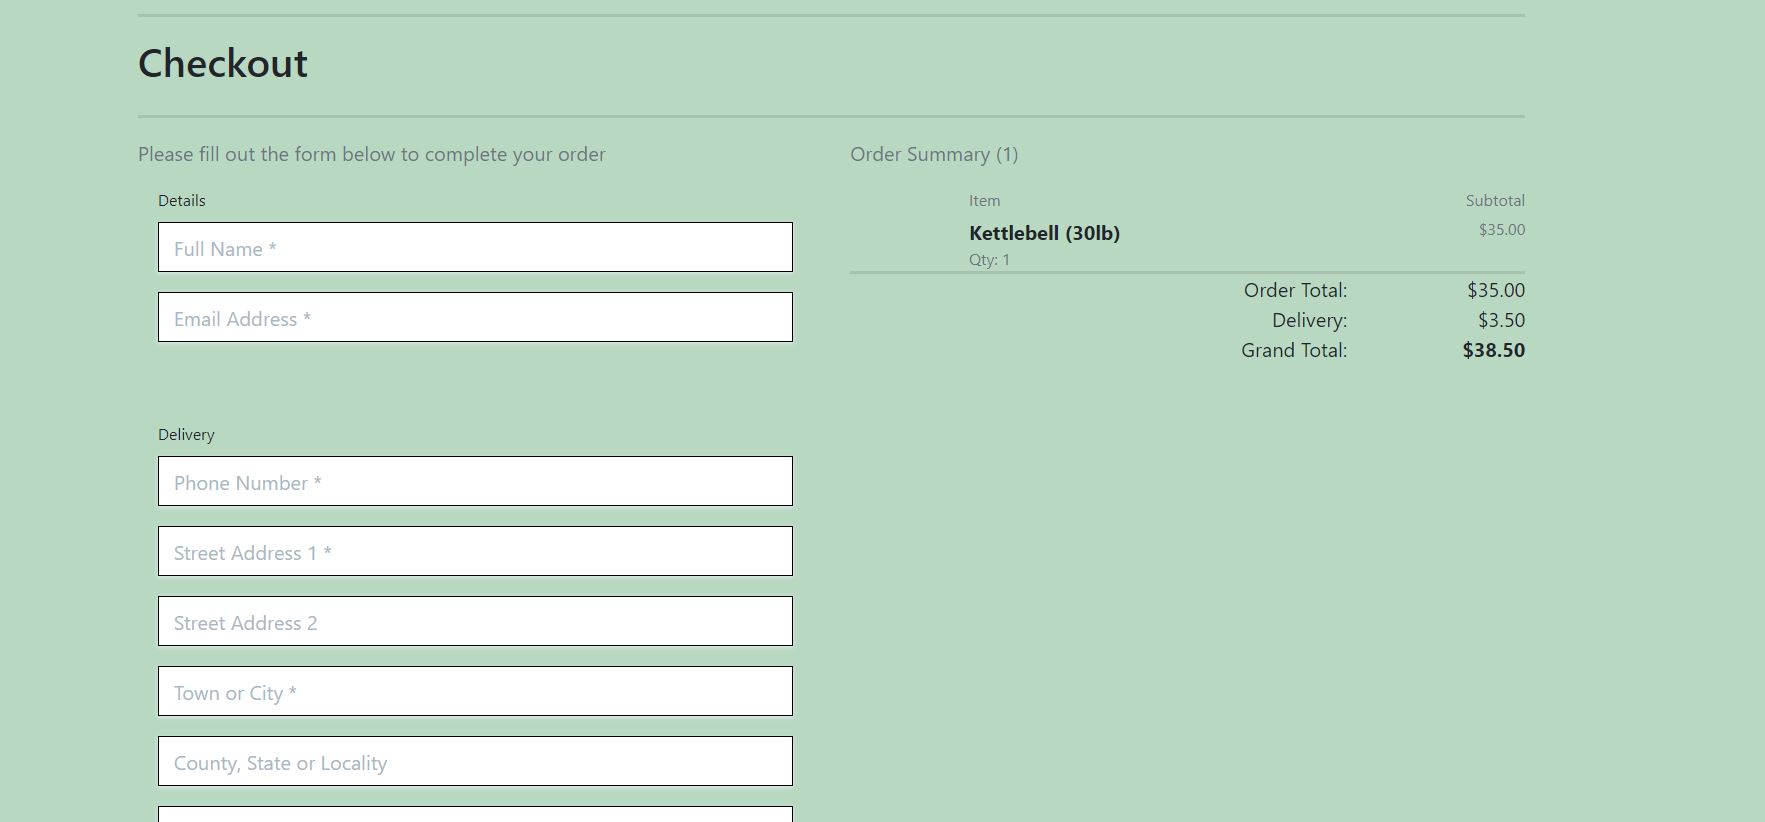 Checkout
Please fill out the form below to complete your order
Details
Full Name *
Email Address *
Delivery
Phone Number *
Street Address 1 *
Street Address 2
Town or City *
County, State or Locality
Order Summary (1)
Item Subtotal
Kettlebell (30lb) $35.00
Qty: 1
Order Total: $35.00
Delivery: $3.50
Grand Total: $38.50